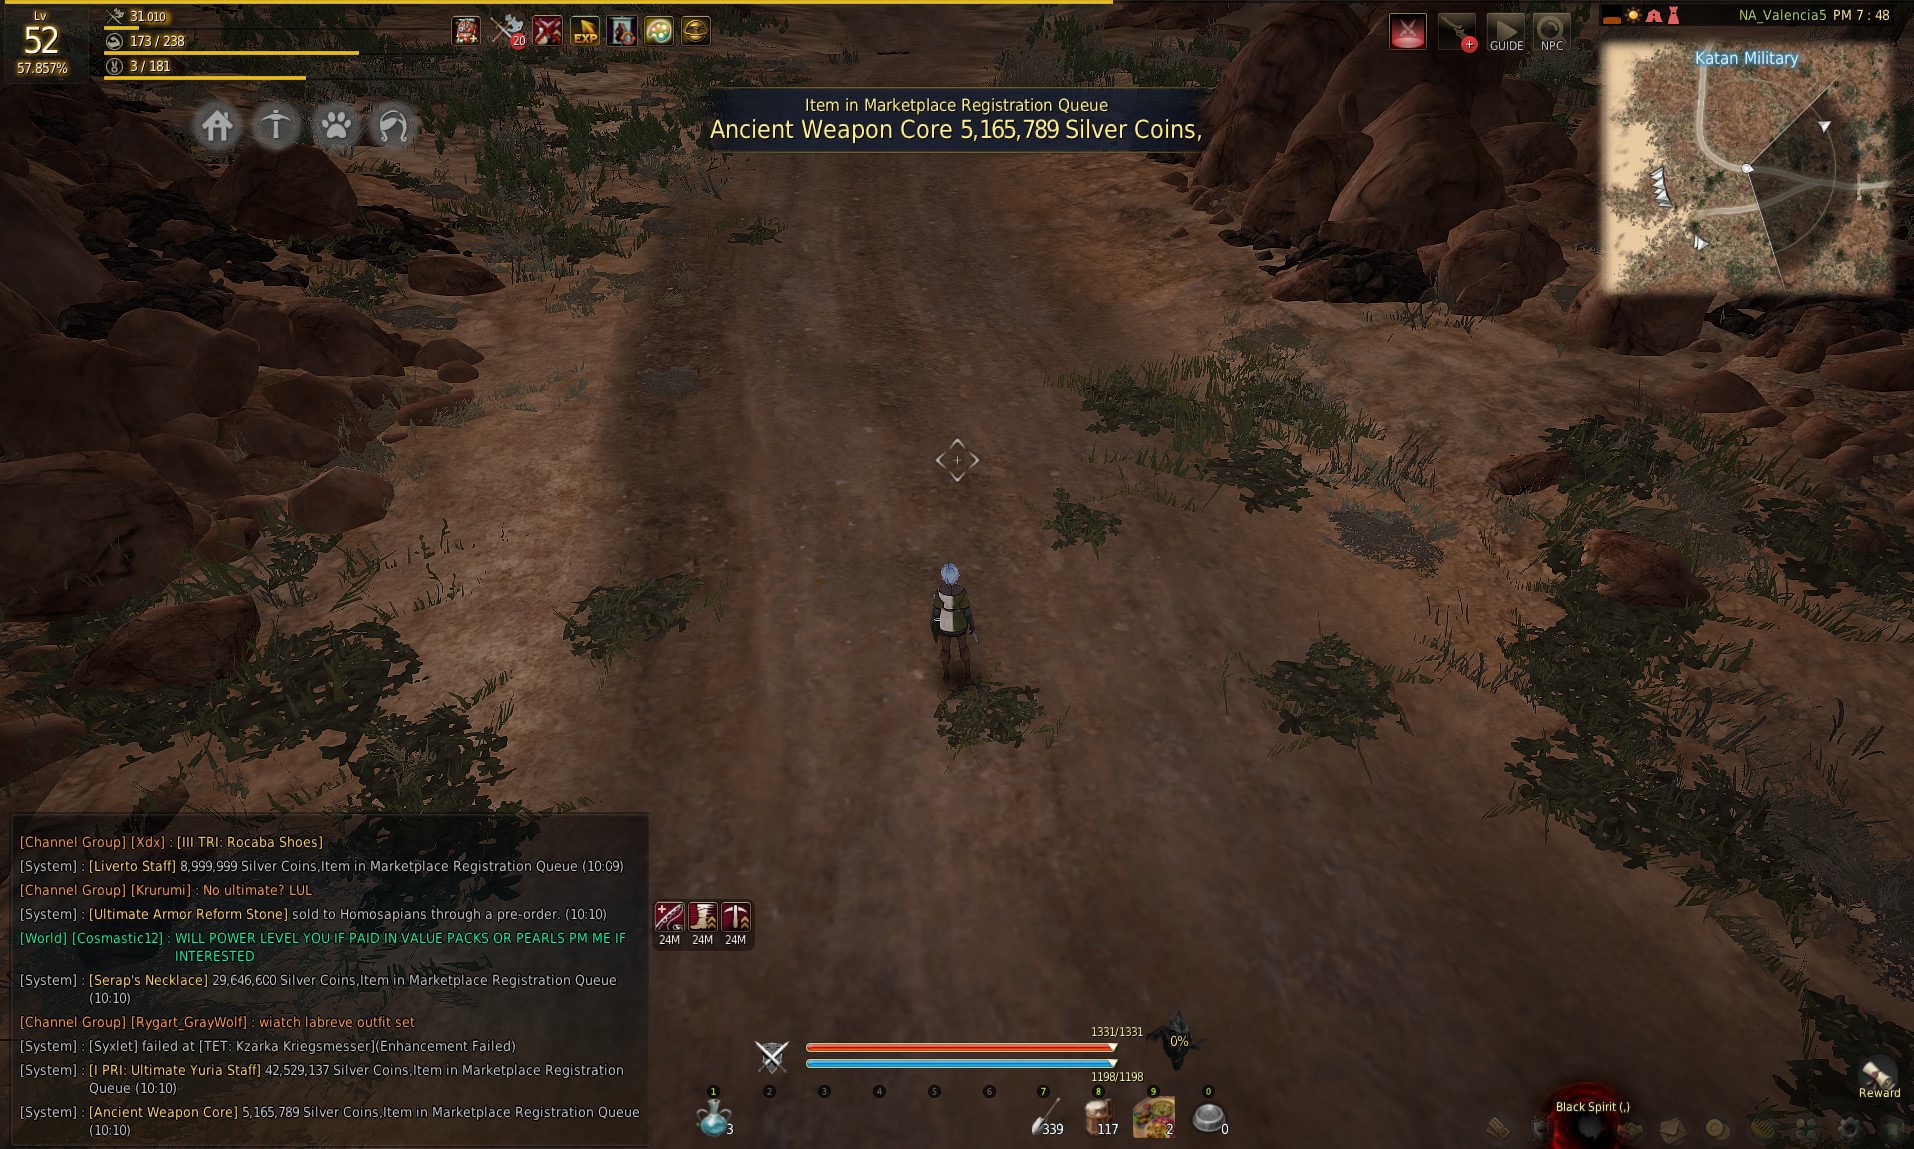 Lv
52
57.857%
31.010
173 / 238
3 / 181
20
EXP
GUIDE
NPC
NA_Valencia5 PM 7 : 48
Katan Military
Item in Marketplace Registration Queue
Ancient Weapon Core 5,165,789 Silver Coins,
[Channel Group] [Xdx] : [III TRI: Rocaba Shoes]
[System] : [Liverto Staff] 8,999,999 Silver Coins,Item in Marketplace Registration Queue (10:09)
[Channel Group] [Krurumi] : No ultimate? LUL
[System] : [Ultimate Armor Reform Stone] sold to Homosapians through a pre-order. (10:10)
[World] [Cosmastic12] : WILL POWER LEVEL YOU IF PAID IN VALUE PACKS OR PEARLS PM ME IF
INTERESTED
[System] : [Serap's Necklace] 29,646,600 Silver Coins,Item in Marketplace Registration Queue
(10:10)
[Channel Group] [Rygart_GrayWolf] : wiatch labreve outfit set
[System] : [Syxlet] failed at [TET: Kzarka Kriegsmesser](Enhancement Failed)
[System] : [I PRI: Ultimate Yuria Staff] 42,529,137 Silver Coins,Item in Marketplace Registration
Queue (10:10)
[System] : [Ancient Weapon Core] 5,165,789 Silver Coins,Item in Marketplace Registration Queue
(10:10)
24M 24M 24M
1331/1331
0%
1198/1198
1 2 3 4 5 6 7 8 9 0
3 339 117 2 0
Black Spirit (,)
Reward